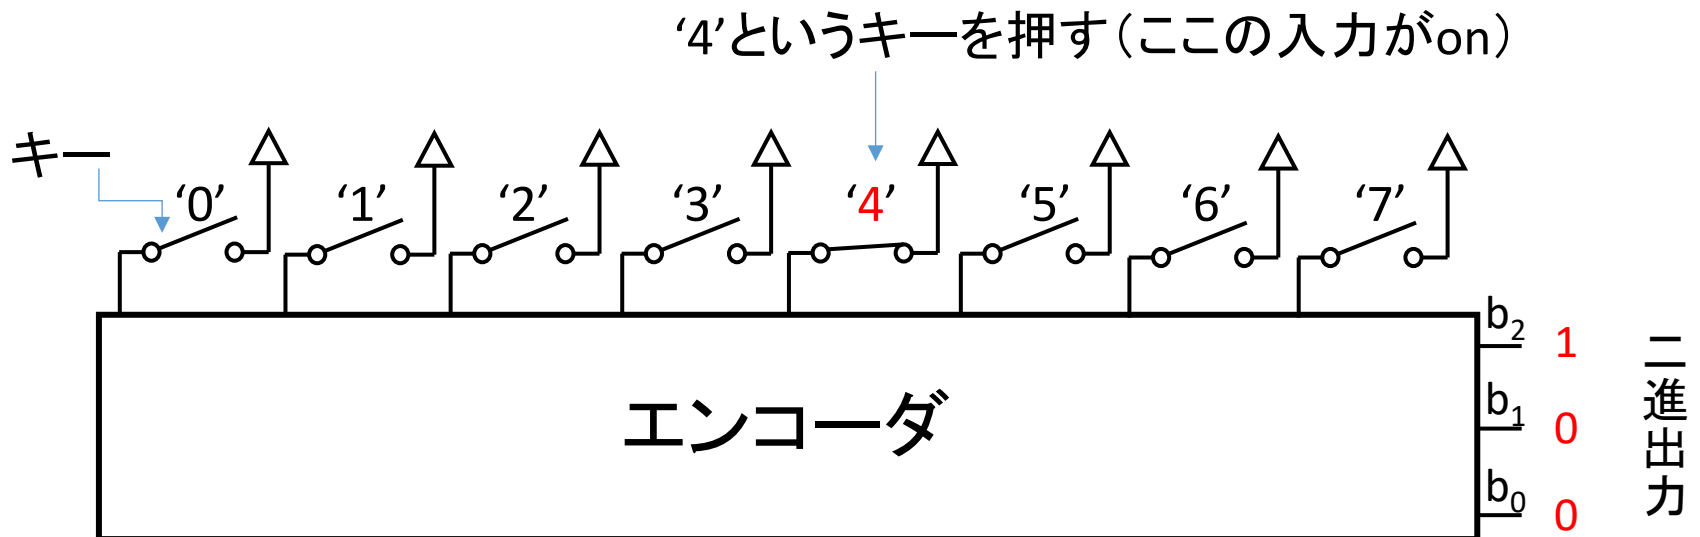 ‘4’というキーを押す(ここの入力がon)
キー
‘0’ ‘1’ ‘2’ ‘3’ ‘4’ ‘5’ ‘6’ ‘7’
エンコーダ
b2 1
b1 0
b0 0
二進出力